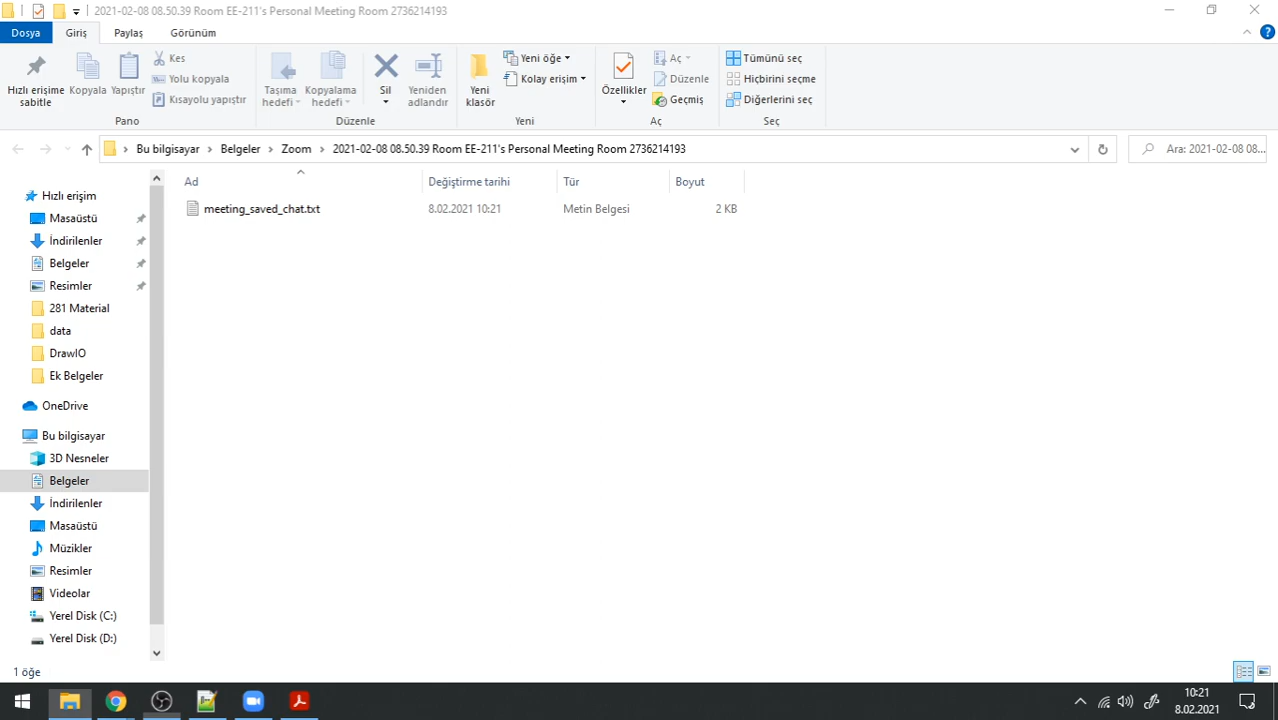 2021-02-08 08.50.39 Room EE-211's Personal Meeting Room 2736214193
Dosya Giriş Paylaş Görünüm
Hızlı erişime sabitle
Kopyala
Yapıştır
Kes
Yolu kopyala
Kısayolu yapıştır
Pano
Taşıma hedefi
Kopyalama hedefi
Sil
Yeniden adlandır
Düzenle
Yeni klasör
Yeni öğe
Kolay erişim
Yeni
Özellikler
Aç
Düzenle
Geçmiş
Aç
Tümünü seç
Hiçbirini seçme
Diğerlerini seç
Seç
Bu bilgisayar › Belgeler › Zoom › 2021-02-08 08.50.39 Room EE-211's Personal Meeting Room 2736214193
Ara: 2021-02-08 08...
Ad Değiştirme tarihi Tür Boyut
meeting_saved_chat.txt 8.02.2021 10:21 Metin Belgesi 2 KB
Hızlı erişim
Masaüstü
İndirilenler
Belgeler
Resimler
281 Material
data
DrawIO
Ek Belgeler
OneDrive
Bu bilgisayar
3D Nesneler
Belgeler
İndirilenler
Masaüstü
Müzikler
Resimler
Videolar
Yerel Disk (C:)
Yerel Disk (D:)
1 öğe
10:21
8.02.2021